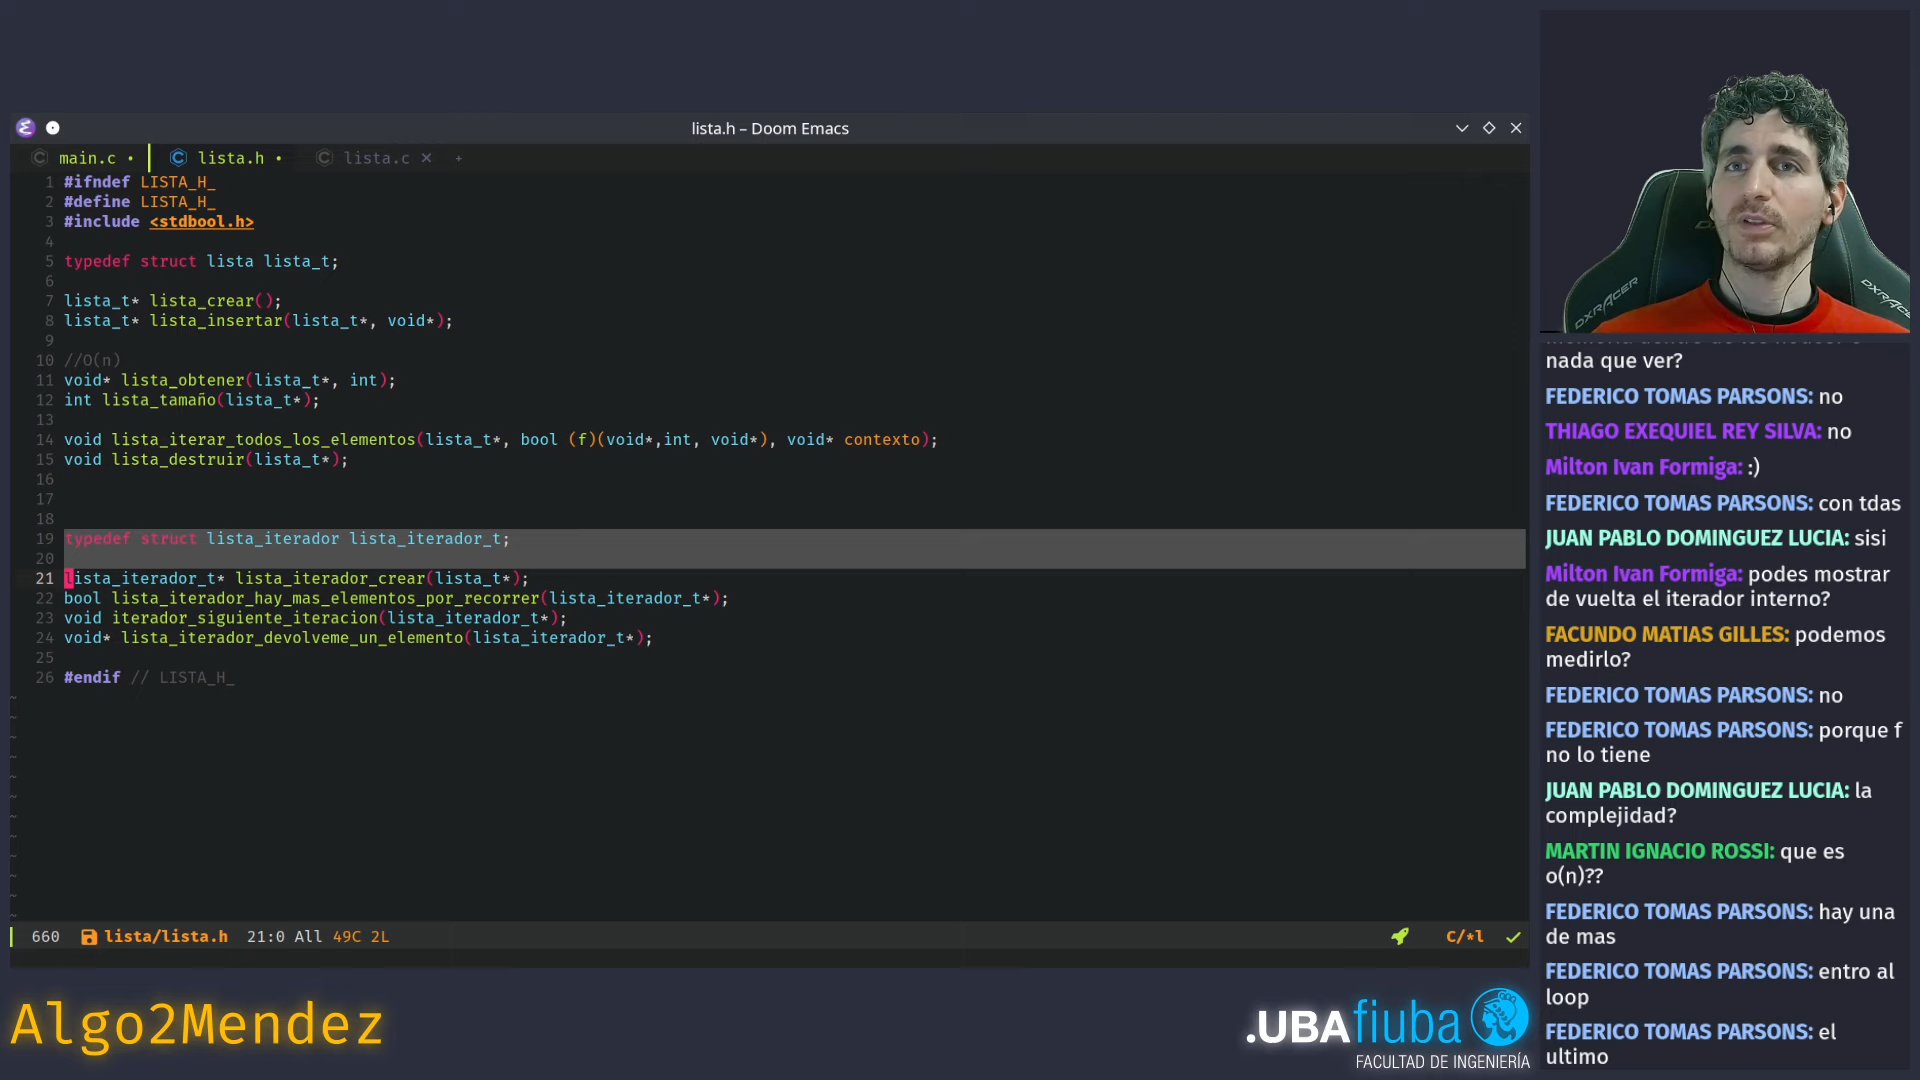 lista.h – Doom Emacs
main.c • lista.h • lista.c × +
1 #ifndef LISTA_H_
2 #define LISTA_H_
3 #include <stdbool.h>
4
5 typedef struct lista lista_t;
6
7 lista_t* lista_crear();
8 lista_t* lista_insertar(lista_t*, void*);
9
10 //O(n)
11 void* lista_obtener(lista_t*, int);
12 int lista_tamaño(lista_t*);
13
14 void lista_iterar_todos_los_elementos(lista_t*, bool (f)(void*,int, void*), void* contexto);
15 void lista_destruir(lista_t*);
16
17
18
19 typedef struct lista_iterador lista_iterador_t;
20
21 lista_iterador_t* lista_iterador_crear(lista_t*);
22 bool lista_iterador_hay_mas_elementos_por_recorrer(lista_iterador_t*);
23 void iterador_siguiente_iteracion(lista_iterador_t*);
24 void* lista_iterador_devolveme_un_elemento(lista_iterador_t*);
25
26 #endif // LISTA_H_
~
~
~
~
~
~
~
~
~
~
~
~
660 lista/lista.h 21:0 All 49C 2L C/*l
Algo2Mendez
.UBAfiuba
FACULTAD DE INGENIERÍA
DXRACER
nada que ver?
FEDERICO TOMAS PARSONS: no
THIAGO EXEQUIEL REY SILVA: no
Milton Ivan Formiga: :)
FEDERICO TOMAS PARSONS: con tdas
JUAN PABLO DOMINGUEZ LUCIA: sisi
Milton Ivan Formiga: podes mostrar
de vuelta el iterador interno?
FACUNDO MATIAS GILLES: podemos
medirlo?
FEDERICO TOMAS PARSONS: no
FEDERICO TOMAS PARSONS: porque f
no lo tiene
JUAN PABLO DOMINGUEZ LUCIA: la
complejidad?
MARTIN IGNACIO ROSSI: que es
o(n)??
FEDERICO TOMAS PARSONS: hay una
de mas
FEDERICO TOMAS PARSONS: entro al
loop
FEDERICO TOMAS PARSONS: el
ultimo